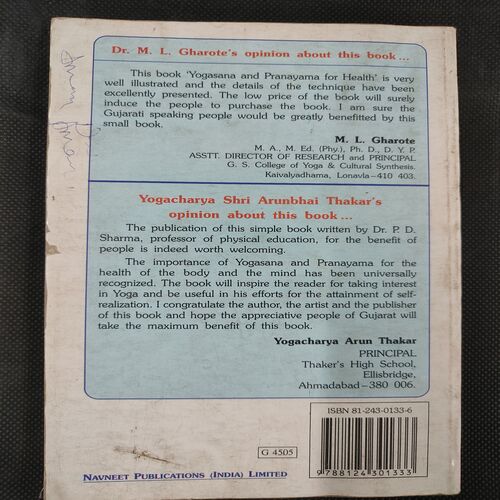 Dr. M. L. Gharote's opinion about this book ...
This book 'Yogasana and Pranayama for Health' is very
well illustrated and the details of the technique have been
excellently presented. The low price of the book will surely
induce the people to purchase the book. I am sure the
Gujarati speaking people would be greatly benefitted by this
small book.
M. L. Gharote
M. A., M. Ed. (Phy.), Ph. D., D. Y. P.
ASSTT. DIRECTOR OF RESEARCH and PRINCIPAL
G. S. College of Yoga & Cultural Synthesis.
Kaivalyadhama, Lonavla–410 403.
Yogacharya Shri Arunbhai Thakar's
opinion about this book ...
The publication of this simple book written by Dr. P. D.
Sharma, professor of physical education, for the benefit of
people is indeed worth welcoming.
The importance of Yogasana and Pranayama for the
health of the body and the mind has been universally
recognized. The book will inspire the reader for taking interest
in Yoga and be useful in his efforts for the attainment of self-
realization. I congratulate the author, the artist and the publisher
of this book and hope the appreciative people of Gujarat will
take the maximum benefit of this book.
Yogacharya Arun Thakar
PRINCIPAL
Thaker's High School,
Ellisbridge,
Ahmadabad–380 006.
ISBN 81-243-0133-6
G 4505
9788124301333
NAVNEET PUBLICATIONS (INDIA) LIMITED